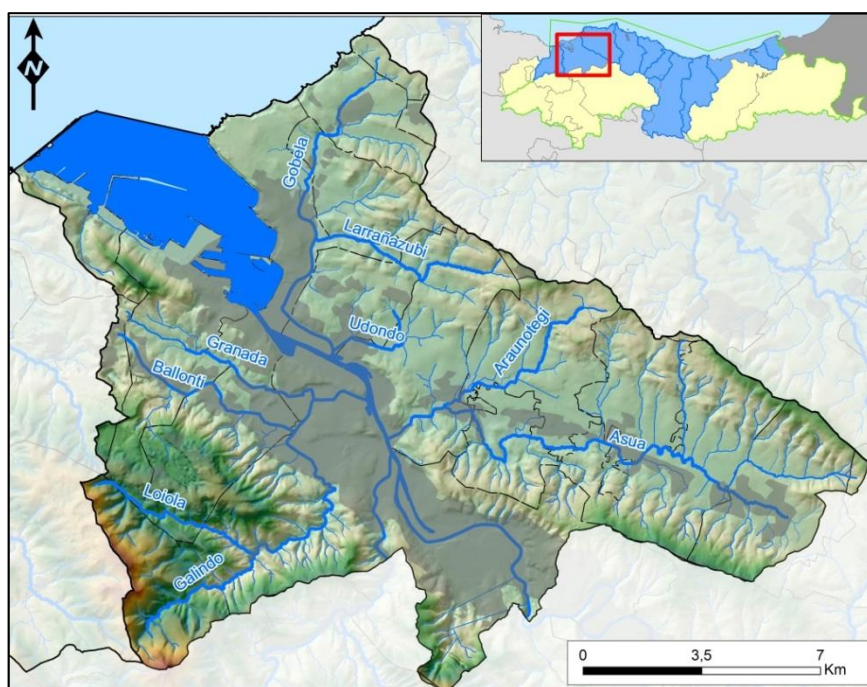 N
Gobela
Larrañazubi
Udondo
Araunotegi
Granada
Ballonti
Asua
Loiola
Galindo
0 3,5 7
Km